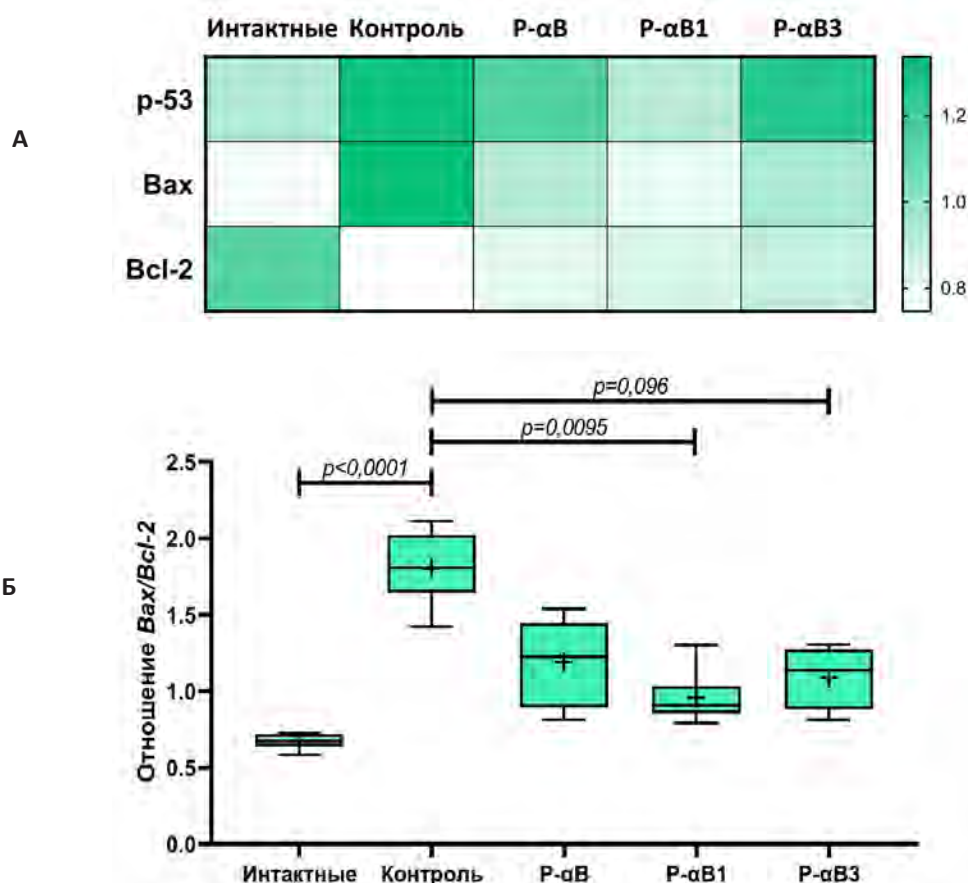 Интактные Контроль P-αB P-αB1 P-αB3
А
p-53
Bax
Bcl-2
1.2
1.0
0.8
Б
Отношение Bax/Bcl-2
p=0,096
p=0,0095
p<0,0001
2.5
2.0
1.5
1.0
0.5
0.0
Интактные Контроль P-αB P-αB1 P-αB3